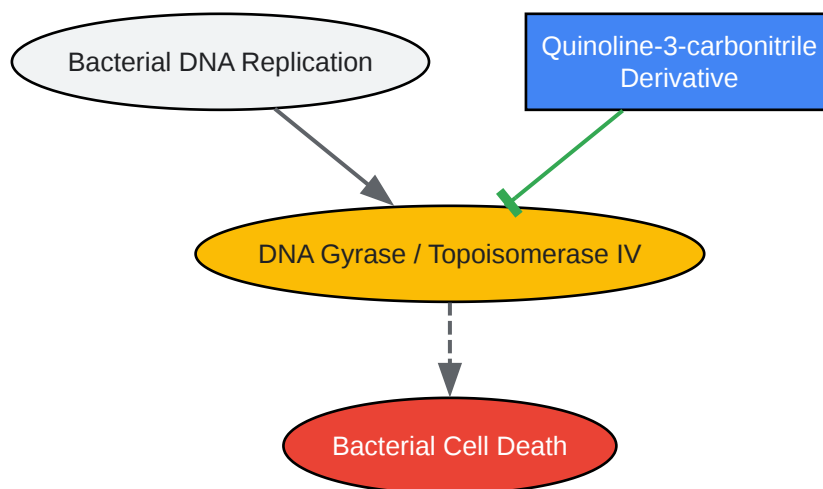 Bacterial DNA Replication
Quinoline-3-carbonitrile
Derivative
DNA Gyrase / Topoisomerase IV
Bacterial Cell Death